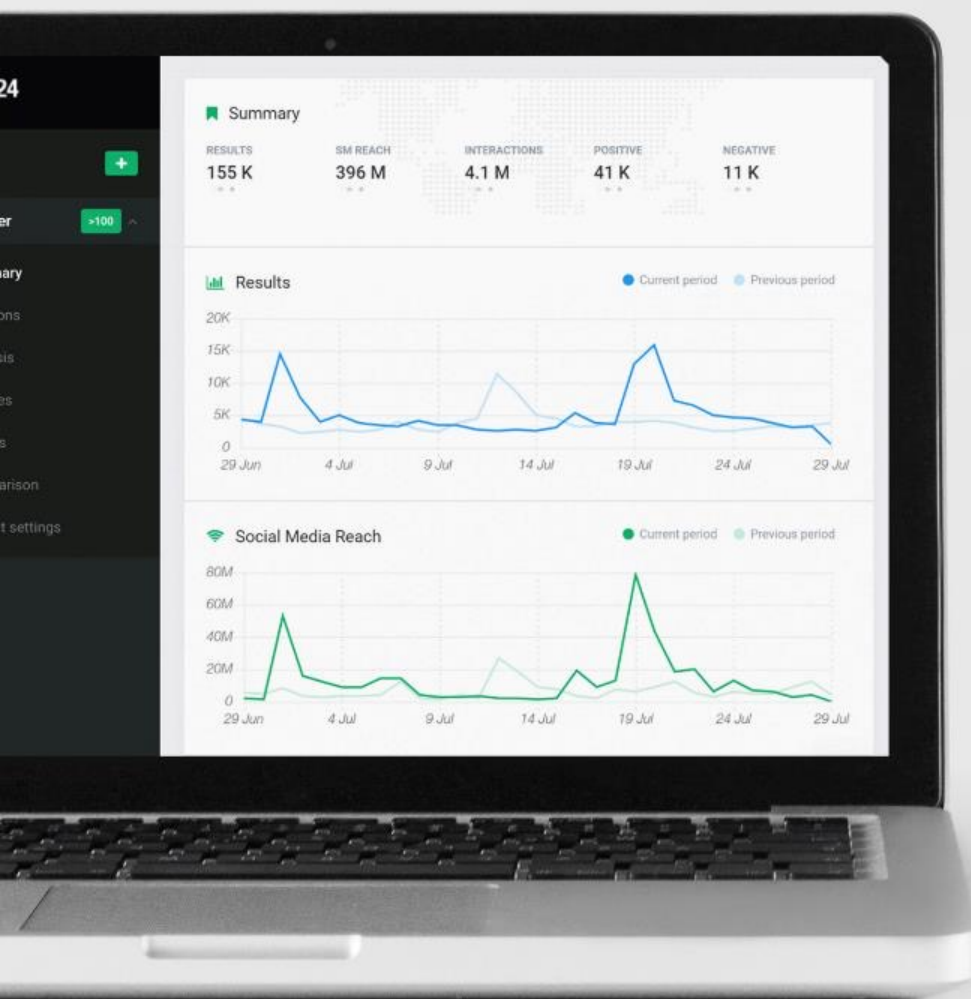 24
+
Summary
RESULTS SM REACH INTERACTIONS POSITIVE NEGATIVE
155 K 396 M 4.1 M 41 K 11 K
er >100
ary
Results Current period Previous period
ons
20K
15K
sis
10K
es
5K
s
0
29 Jun 4 Jul 9 Jul 14 Jul 19 Jul 24 Jul 29 Jul
arison
t settings
Social Media Reach Current period Previous period
80M
60M
40M
20M
0
29 Jun 4 Jul 9 Jul 14 Jul 19 Jul 24 Jul 29 Jul